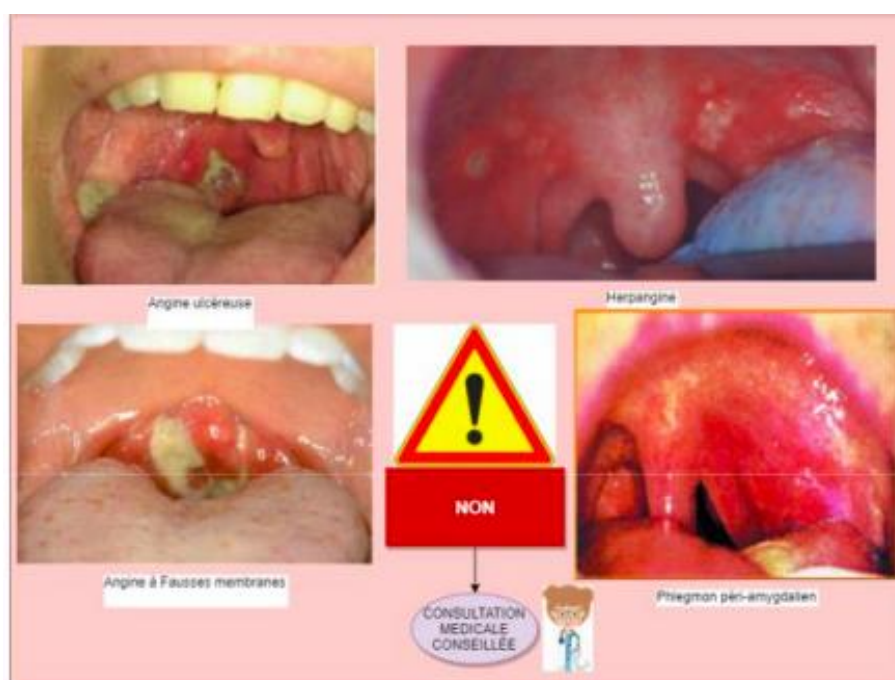 Angine ulcéreuse
Herpangine
NON
Angine à Fausses membranes
Phlegmon péri-amygdalien
CONSULTATION
MEDICALE
CONSEILLÉE